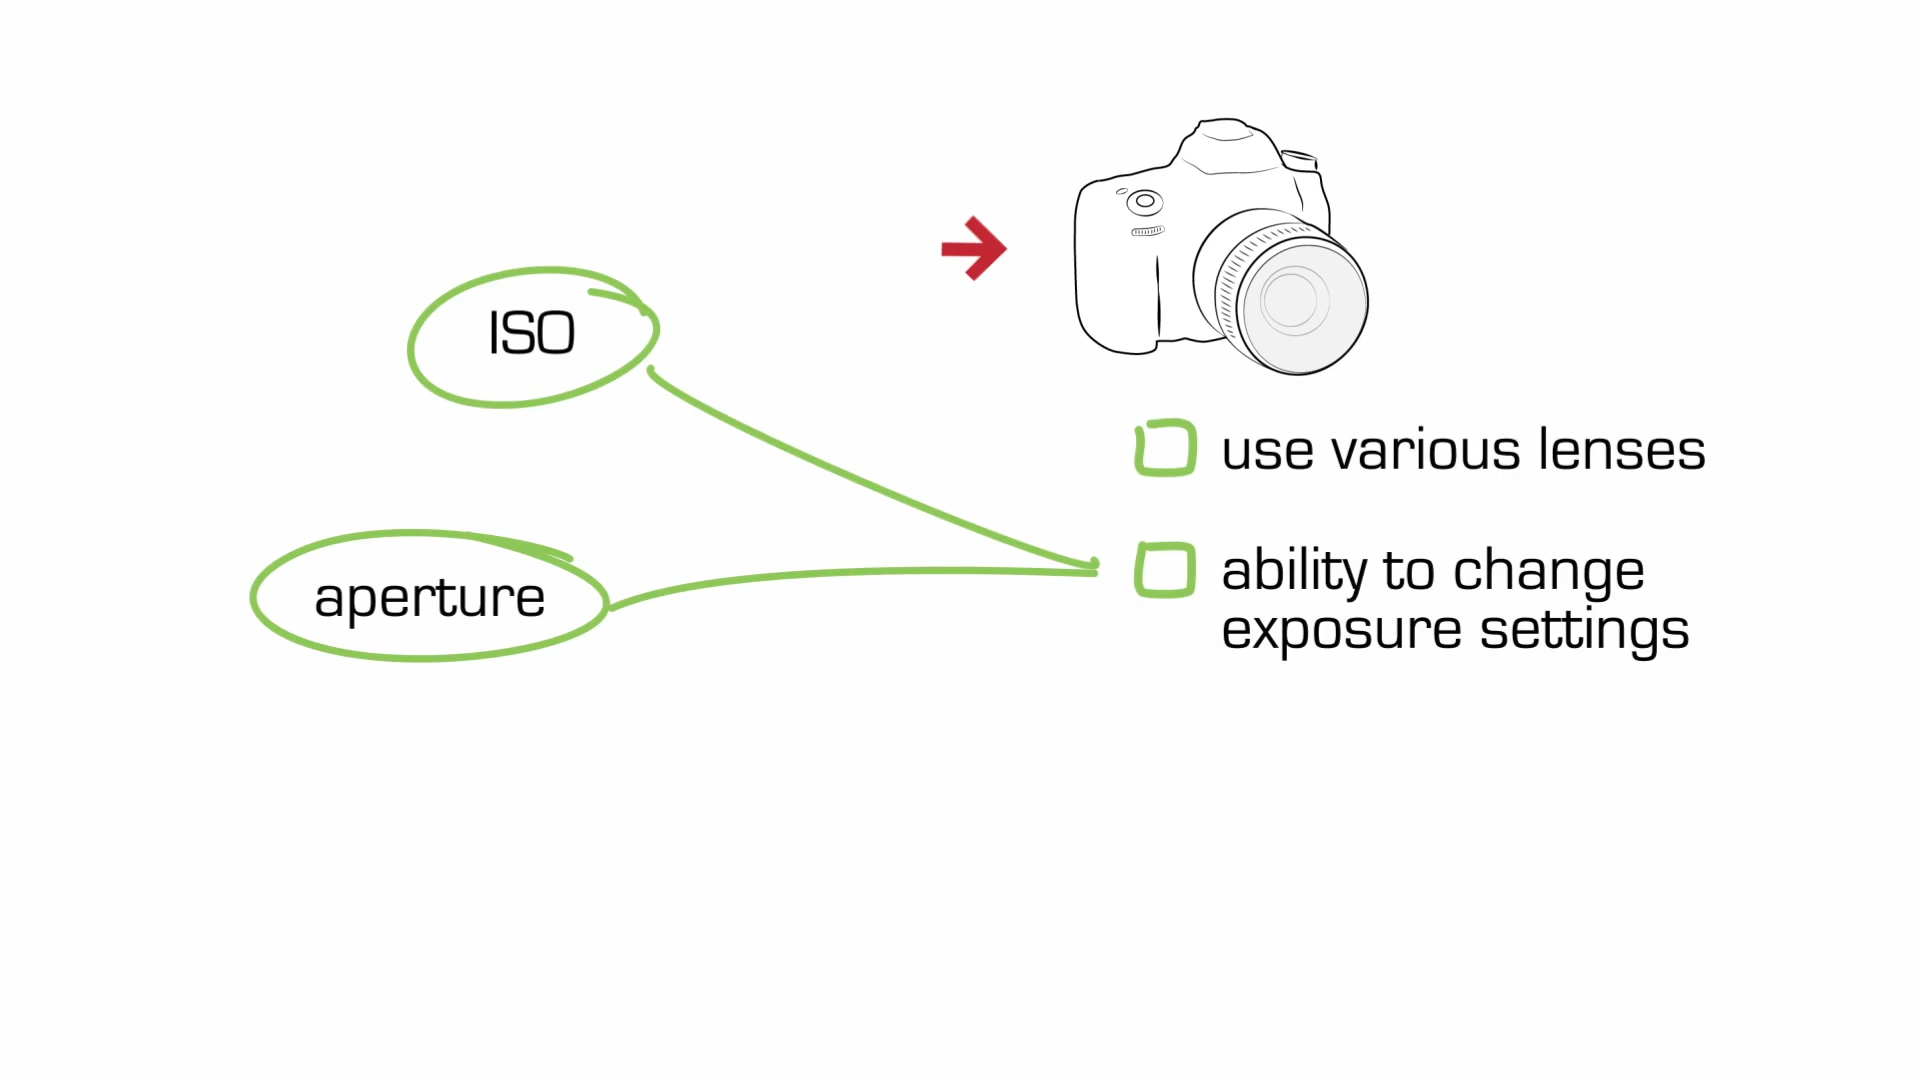 ISO
aperture
use various lenses
ability to change
exposure settings